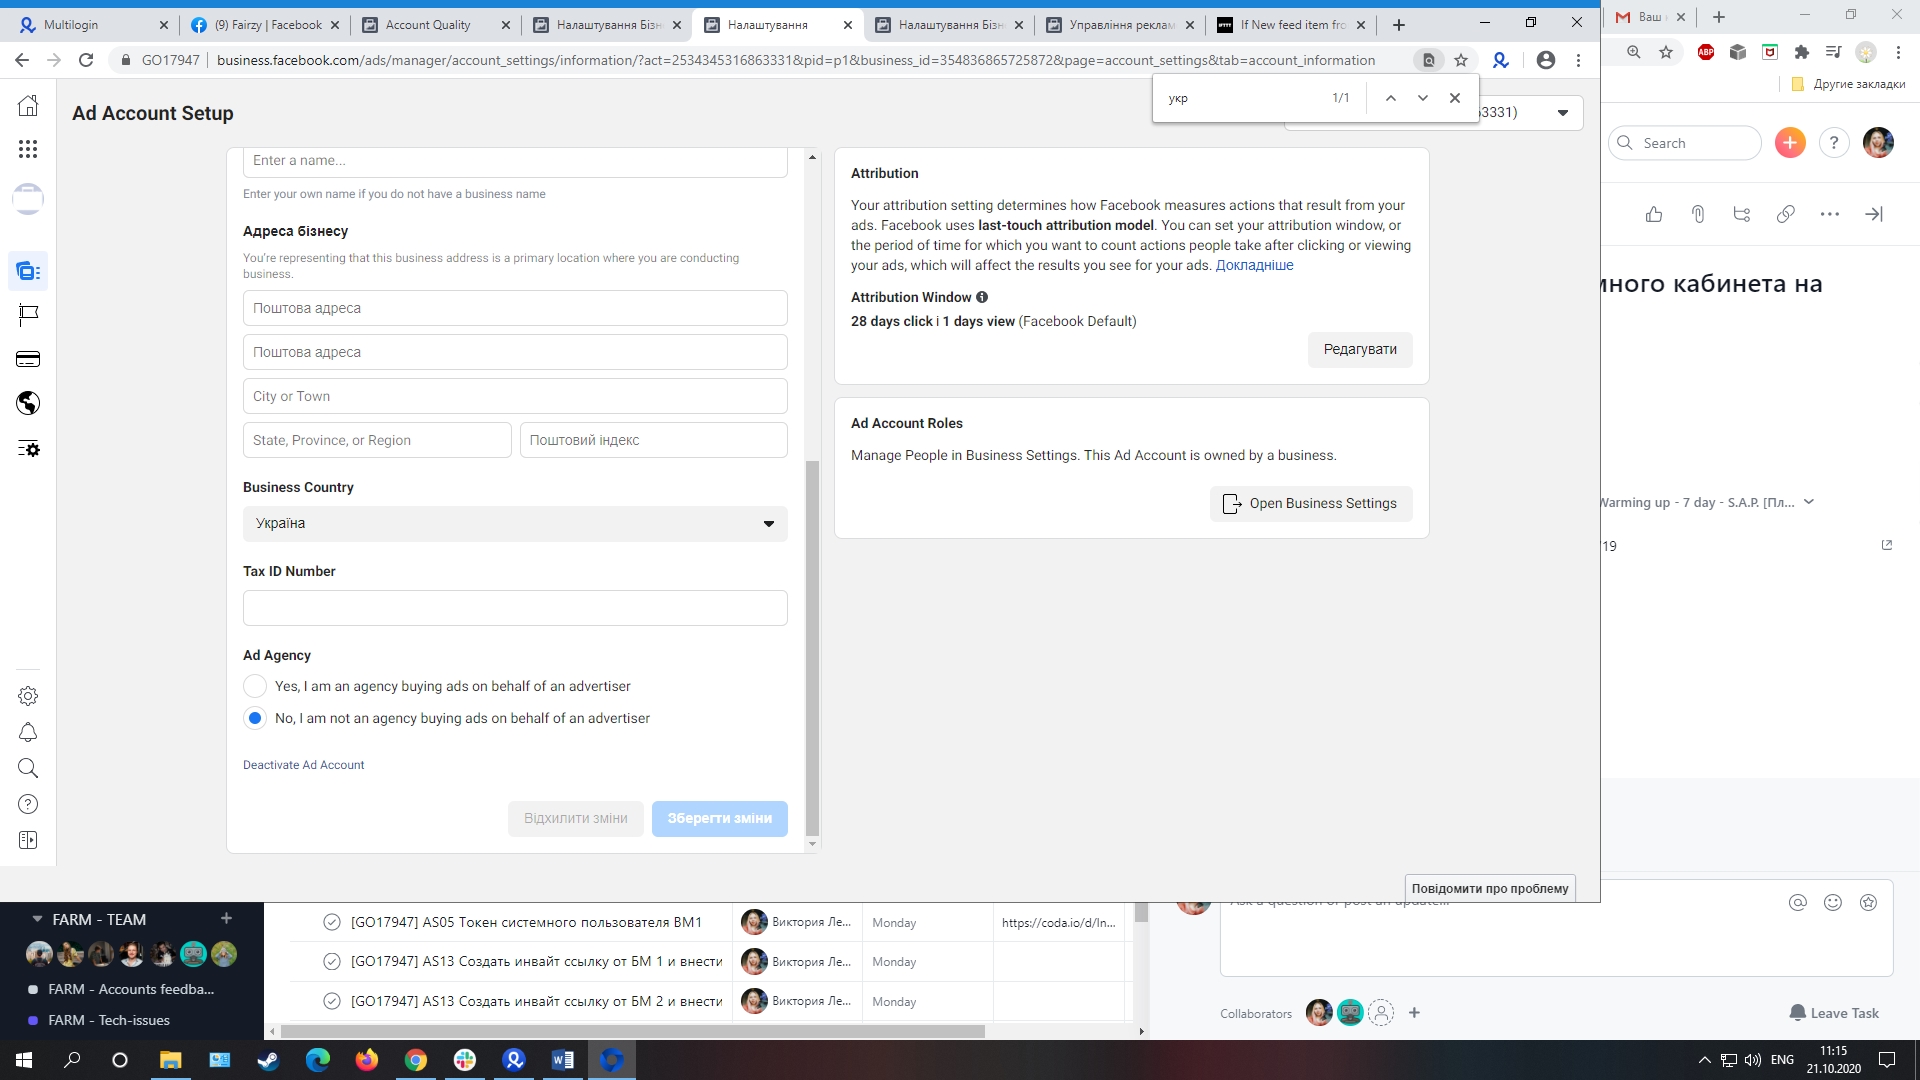 Multilogin
(9) Fairzy | Facebook
Account Quality
Налаштування Бізн
Налаштування
Налаштування Бізн
Управління реклам
If New feed item fro
Ваш
GO17947
business.facebook.com/ads/manager/account_settings/information/?act=2534345316863331&pid=p1&business_id=354836865725872&page=account_settings&tab=account_information
Другие закладки
укр
1/1
Ad Account Setup
63331)
Search
Enter a name...
Enter your own name if you do not have a business name
Адреса бізнесу
You're representing that this business address is a primary location where you are conducting
business.
Поштова адреса
Поштова адреса
City or Town
State, Province, or Region
Поштовий індекс
Business Country
Україна
Tax ID Number
Ad Agency
Yes, I am an agency buying ads on behalf of an advertiser
No, I am not an agency buying ads on behalf of an advertiser
Deactivate Ad Account
Відхилити зміни
Зберегти зміни
Attribution
Your attribution setting determines how Facebook measures actions that result from your
ads. Facebook uses last-touch attribution model. You can set your attribution window, or
the period of time for which you want to count actions people take after clicking or viewing
your ads, which will affect the results you see for your ads. Докладніше
Attribution Window
28 days click і 1 days view (Facebook Default)
Редагувати
Ad Account Roles
Manage People in Business Settings. This Ad Account is owned by a business.
Open Business Settings
много кабинета на
Warming up - 7 day - S.A.P. [Пл...
19
Повідомити про проблему
Ask a question or post an update...
FARM - TEAM
FARM - Accounts feedba...
FARM - Tech-issues
[GO17947] AS05 Токен системного пользователя BM1
Виктория Ле...
Monday
https://coda.io/d/In...
[GO17947] AS13 Создать инвайт ссылку от БМ 1 и внести
Виктория Ле...
Monday
[GO17947] AS13 Создать инвайт ссылку от БМ 2 и внести
Виктория Ле...
Monday
Collaborators
Leave Task
ENG
11:15
21.10.2020